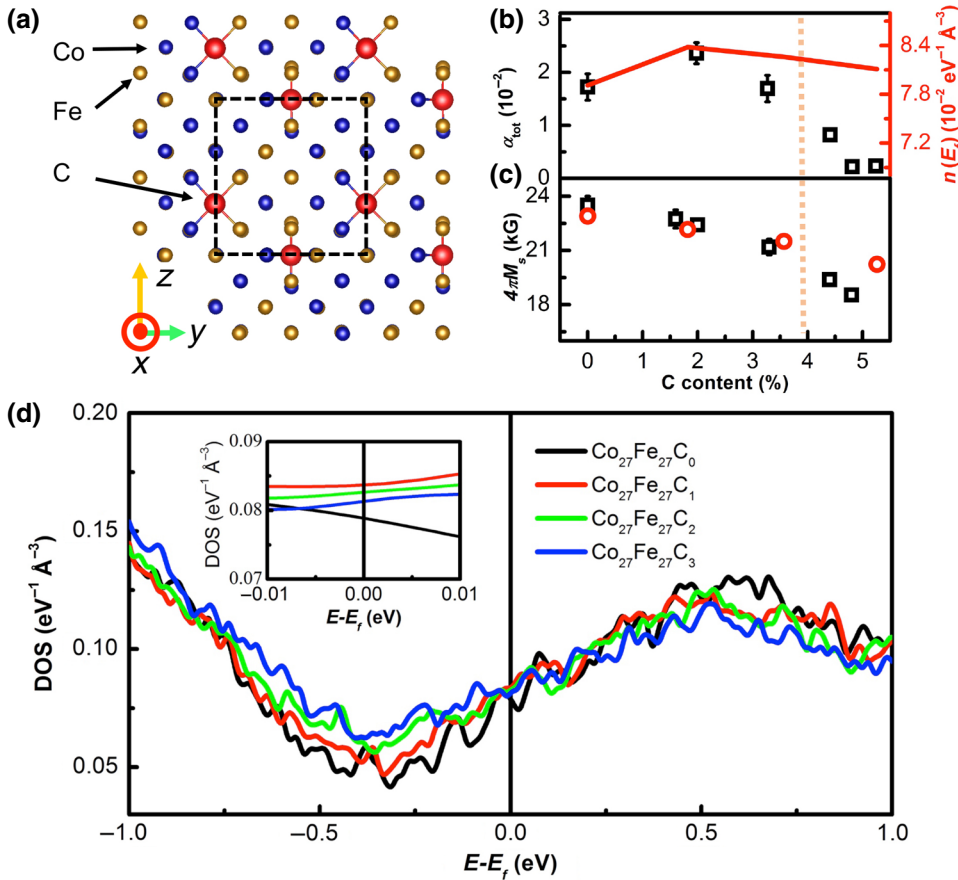 (a)
Co
Fe
C
z
y
x
(b)
3
2
1
0
α_tot (10⁻²)
8.4
7.8
7.2
n(E_f) (10⁻² eV⁻¹ Å⁻³)
(c)
24
21
18
4πM_s (kG)
0 1 2 3 4 5
C content (%)
(d)
0.20
0.15
0.10
0.05
DOS (eV⁻¹ Å⁻³)
0.09
0.08
0.07
DOS (eV⁻¹ Å⁻³)
−0.01 0.00 0.01
E-E_f (eV)
Co₂₇Fe₂₇C₀
Co₂₇Fe₂₇C₁
Co₂₇Fe₂₇C₂
Co₂₇Fe₂₇C₃
−1.0 −0.5 0.0 0.5 1.0
E-E_f (eV)